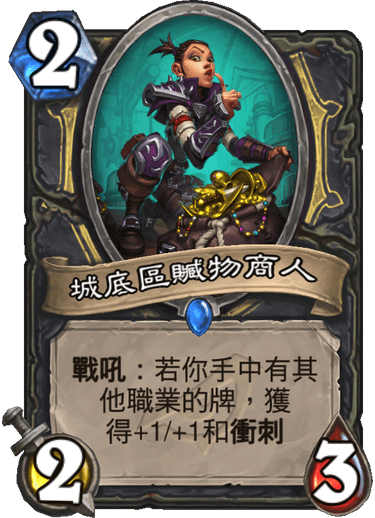 2
城底區贓物商人
戰吼：若你手中有其
他職業的牌，獲
得+1/+1和衝刺
2
3